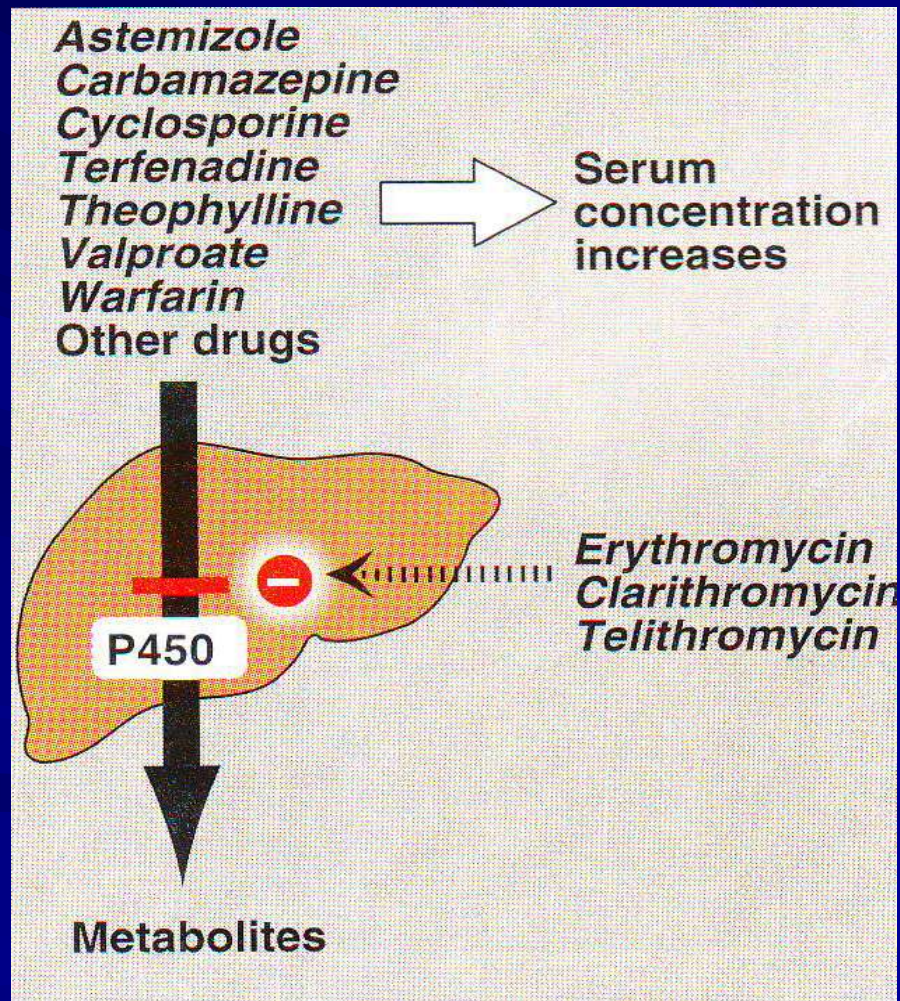 Astemizole
Carbamazepine
Cyclosporine
Terfenadine
Theophylline
Valproate
Warfarin
Other drugs
Serum
concentration
increases
Erythromycin
Clarithromycin
Telithromycin
P450
Metabolites